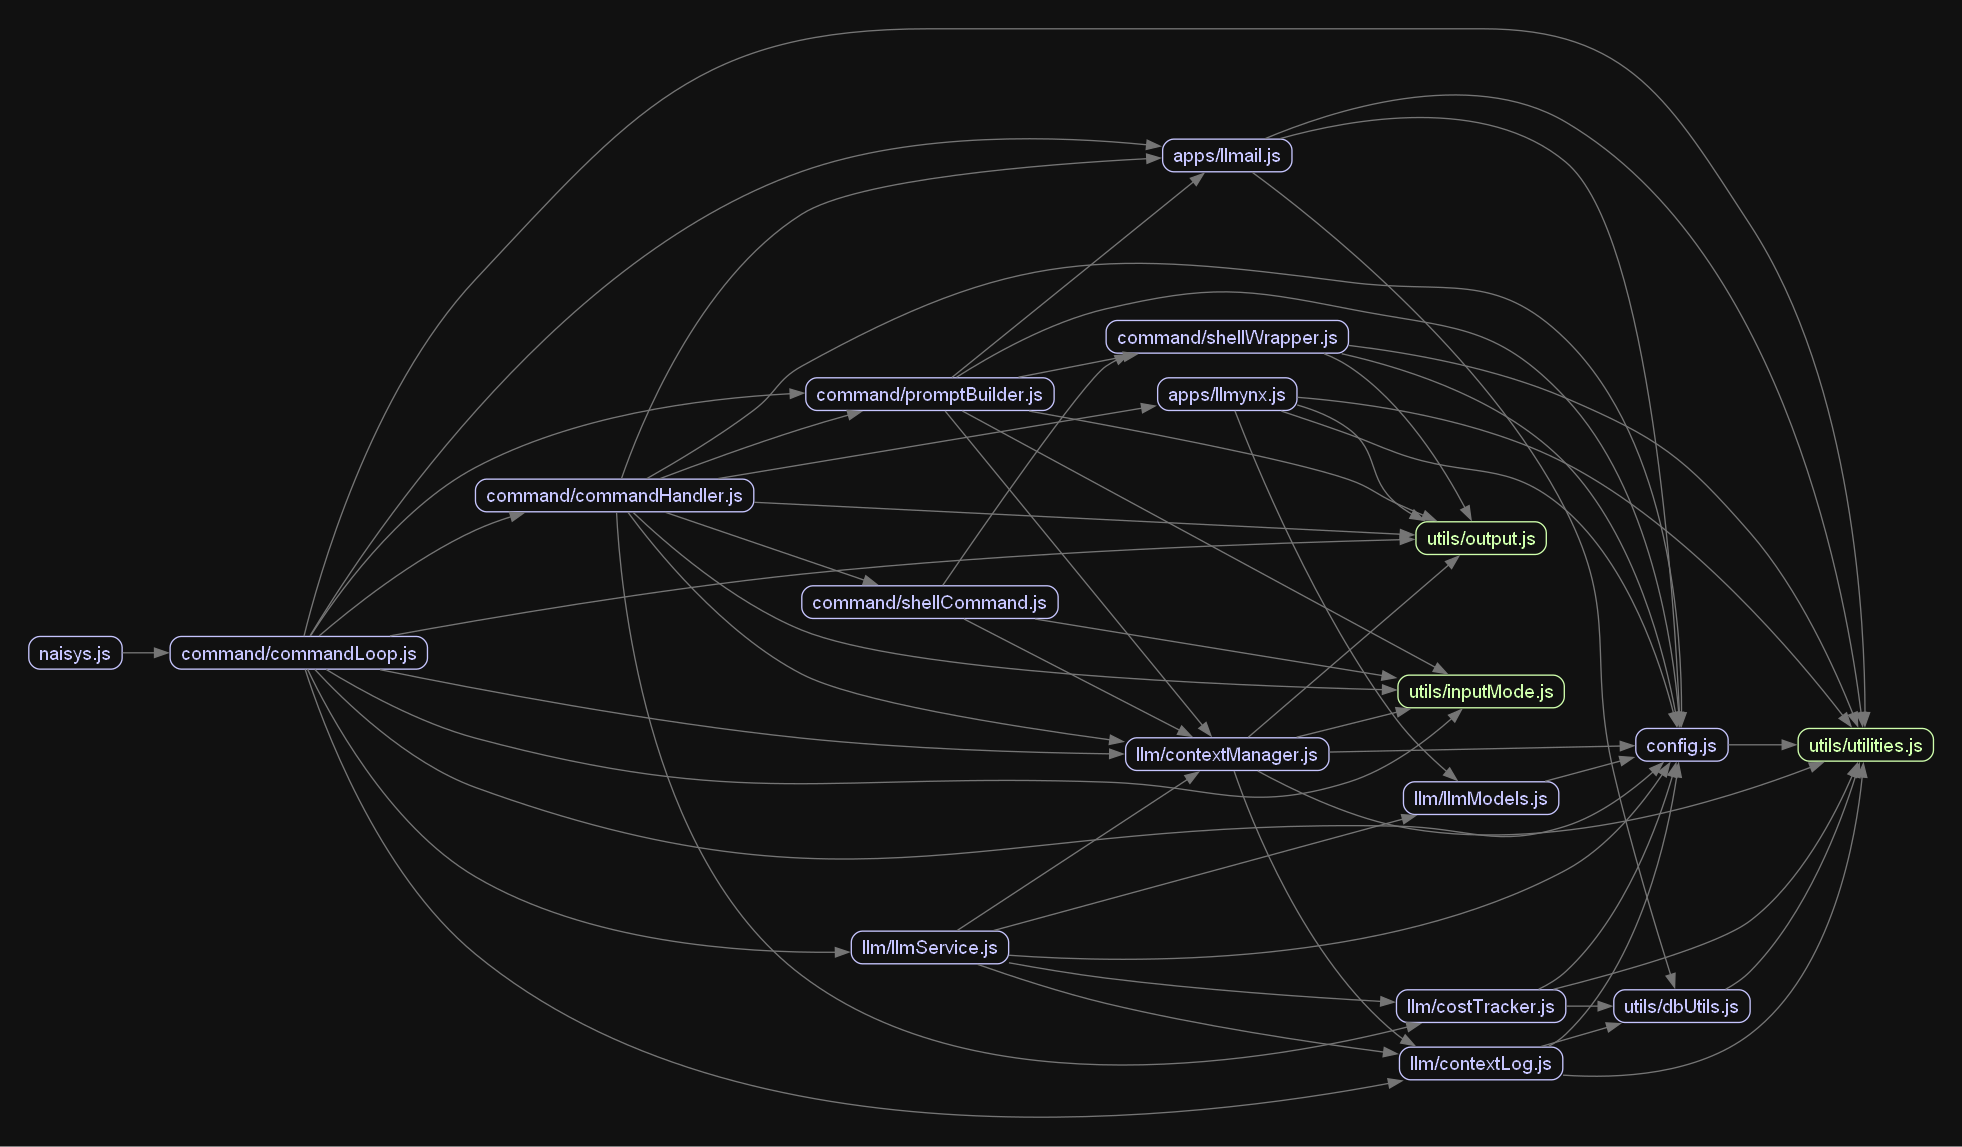 apps/llmail.js
command/shellWrapper.js
command/promptBuilder.js
apps/llmynx.js
command/commandHandler.js
utils/output.js
command/shellCommand.js
naisys.js
command/commandLoop.js
utils/inputMode.js
llm/contextManager.js
config.js
utils/utilities.js
llm/llmModels.js
llm/llmService.js
llm/costTracker.js
utils/dbUtils.js
llm/contextLog.js